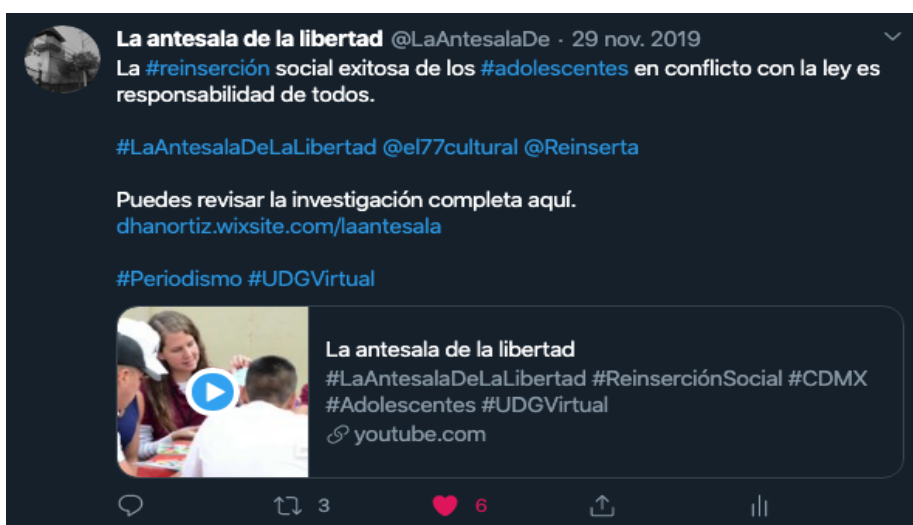 La antesala de la libertad @LaAntesalaDe · 29 nov. 2019
La #reinserción social exitosa de los #adolescentes en conflicto con la ley es
responsabilidad de todos.
#LaAntesalaDeLaLibertad @el77cultural @Reinserta
Puedes revisar la investigación completa aquí.
dhanortiz.wixsite.com/laantesala
#Periodismo #UDGVirtual
La antesala de la libertad
#LaAntesalaDeLaLibertad #ReinserciónSocial #CDMX
#Adolescentes #UDGVirtual
youtube.com
3 6